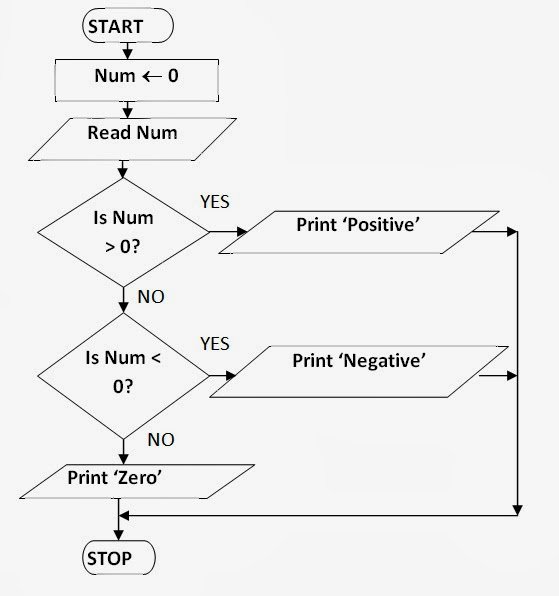 START
Num ← 0
Read Num
Is Num
> 0?
YES
Print ‘Positive’
NO
Is Num <
0?
YES
Print ‘Negative’
NO
Print ‘Zero’
STOP